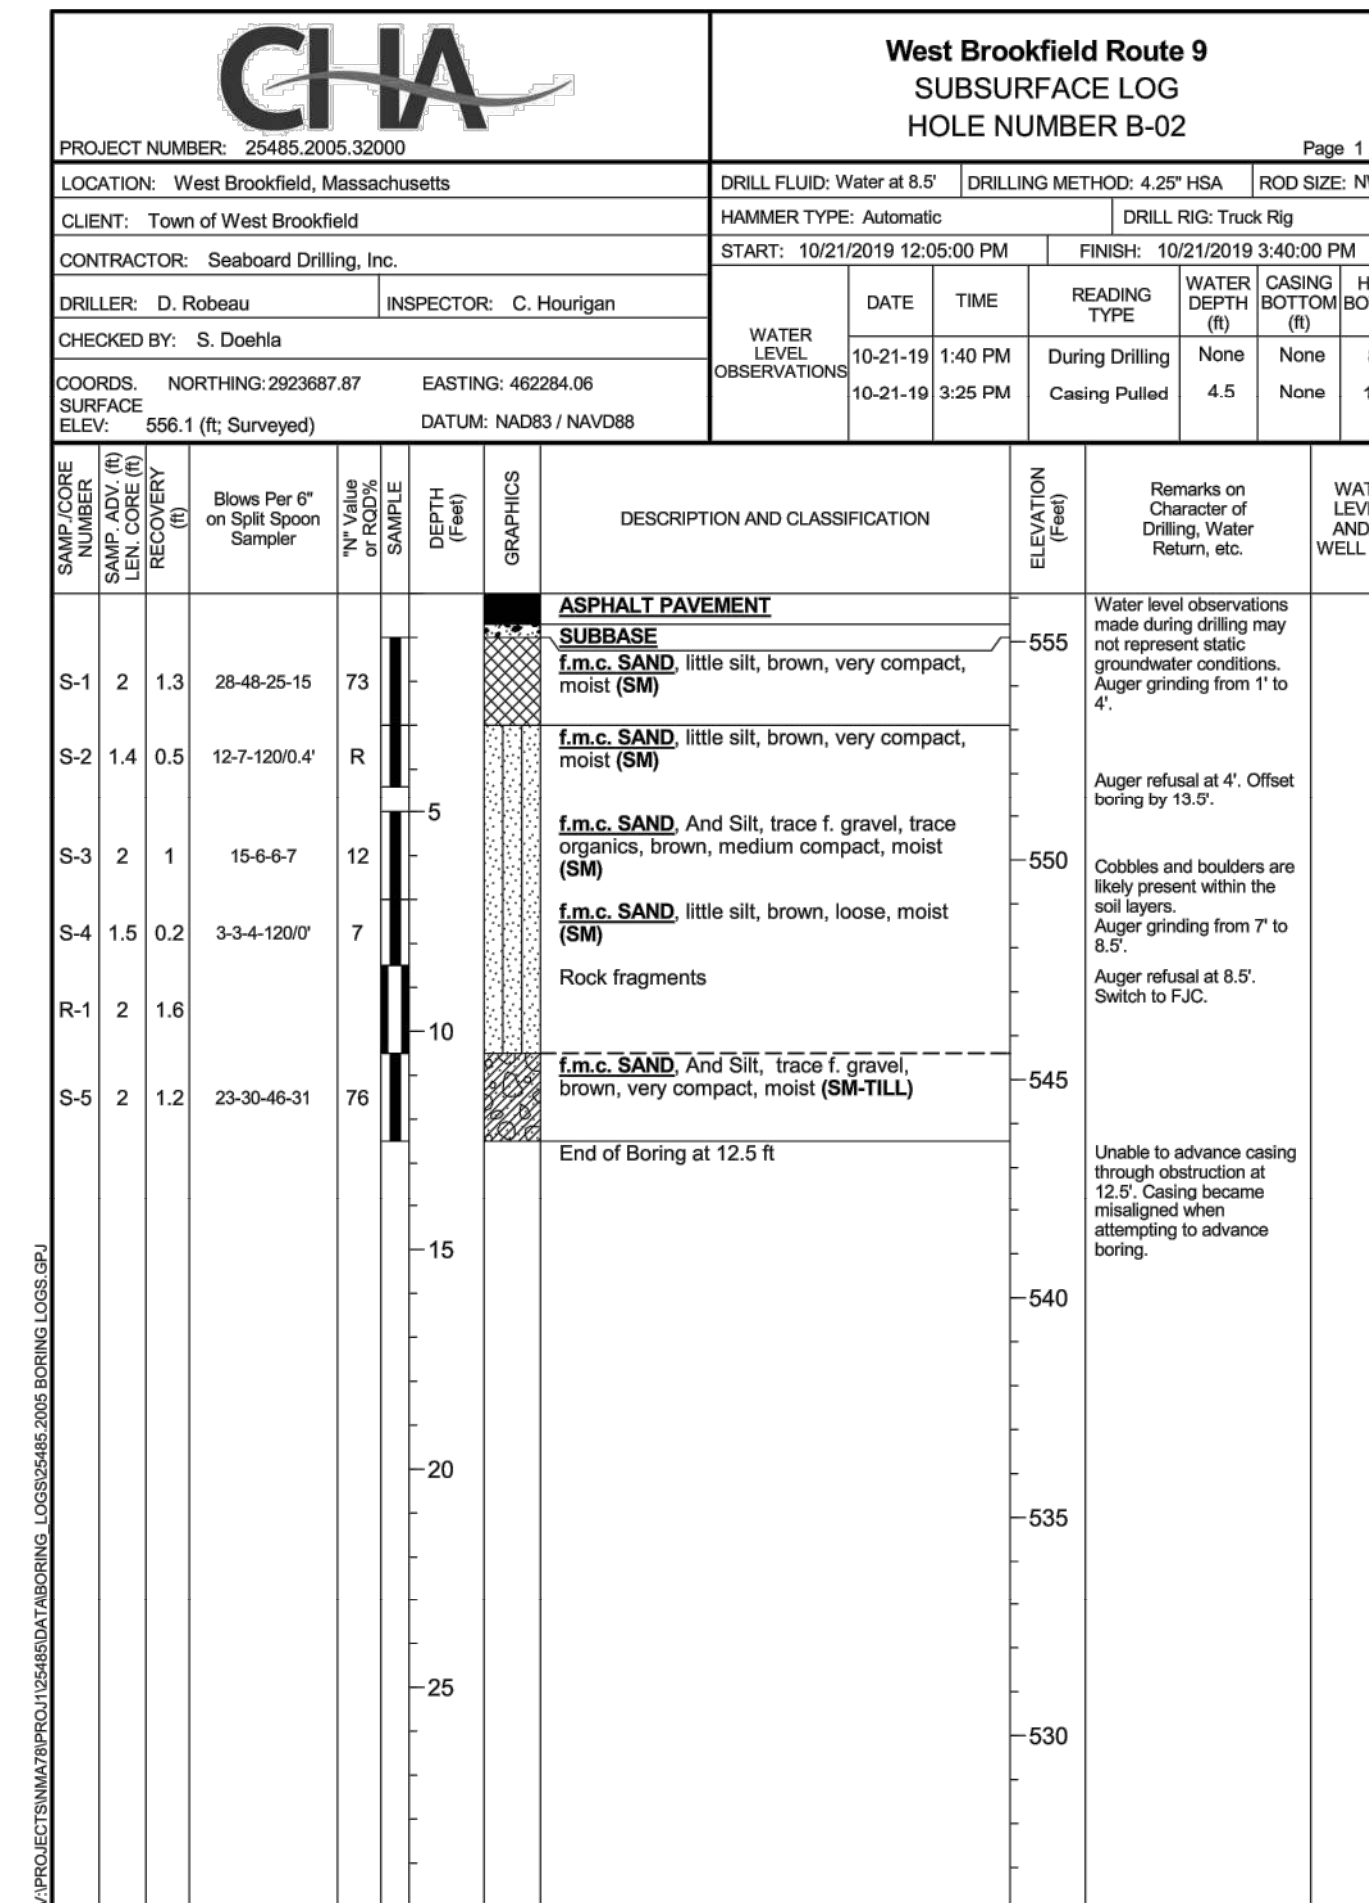 CHA
PROJECT NUMBER: 25485.2005.32000
West Brookfield Route 9
SUBSURFACE LOG
HOLE NUMBER B-02
Page 1
LOCATION: West Brookfield, Massachusetts
DRILL FLUID: Water at 8.5' DRILLING METHOD: 4.25" HSA ROD SIZE:
CLIENT: Town of West Brookfield
HAMMER TYPE: Automatic DRILL RIG: Truck Rig
CONTRACTOR: Seaboard Drilling, Inc.
START: 10/21/2019 12:05:00 PM FINISH: 10/21/2019 3:40:00 PM
DRILLER: D. Robeau INSPECTOR: C. Hourigan
CHECKED BY: S. Doehla
COORDS. NORTHING: 2923687.87 EASTING: 462284.06
SURFACE
ELEV: 556.1 (ft; Surveyed) DATUM: NAD83 / NAVD88
WATER
LEVEL
OBSERVATIONS
DATE
TIME
READING
TYPE
WATER
DEPTH
(ft)
CASING
BOTTOM
(ft)
10-21-19 1:40 PM During Drilling None None
10-21-19 3:25 PM Casing Pulled 4.5 None
SAMP./CORE
NUMBER
SAMP. ADV. (ft)
LEN. CORE (ft)
RECOVERY
(ft)
Blows Per 6"
on Split Spoon
Sampler
"N" Value
or RQD%
SAMPLE
DEPTH
(Feet)
GRAPHICS
DESCRIPTION AND CLASSIFICATION
ELEVATION
(Feet)
Remarks on
Character of
Drilling, Water
Return, etc.
AND
WELL
S-1 2 1.3 28-48-25-15 73
S-2 1.4 0.5 12-7-120/0.4' R
S-3 2 1 15-6-6-7 12
S-4 1.5 0.2 3-3-4-120/0' 7
R-1 2 1.6
S-5 2 1.2 23-30-46-31 76
5
10
15
20
25
ASPHALT PAVEMENT
SUBBASE
f.m.c. SAND, little silt, brown, very compact,
moist (SM)
f.m.c. SAND, little silt, brown, very compact,
moist (SM)
f.m.c. SAND, And Silt, trace f. gravel, trace
organics, brown, medium compact, moist
(SM)
f.m.c. SAND, little silt, brown, loose, moist
(SM)
Rock fragments
f.m.c. SAND, And Silt, trace f. gravel,
brown, very compact, moist (SM-TILL)
End of Boring at 12.5 ft
555
550
545
540
535
530
Water level observations
made during drilling may
not represent static
groundwater conditions.
Auger grinding from 1' to
4'.
Auger refusal at 4'. Offset
boring by 13.5'.
Cobbles and boulders are
likely present within the
soil layers.
Auger grinding from 7' to
8.5'.
Auger refusal at 8.5'.
Switch to FJC.
Unable to advance casing
through obstruction at
12.5'. Casing became
misaligned when
attempting to advance
boring.
V:\PROJECTS\NMA78\PROJ1\25485\DATA\BORING_LOGS\25485.2005 BORING LOGS.GPJ